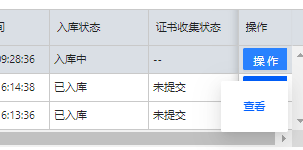 间 入库状态 证书收集状态 操作
09:28:36 入库中 -- 操作
6:14:38 已入库 未提交
查看
6:13:36 已入库 未提交